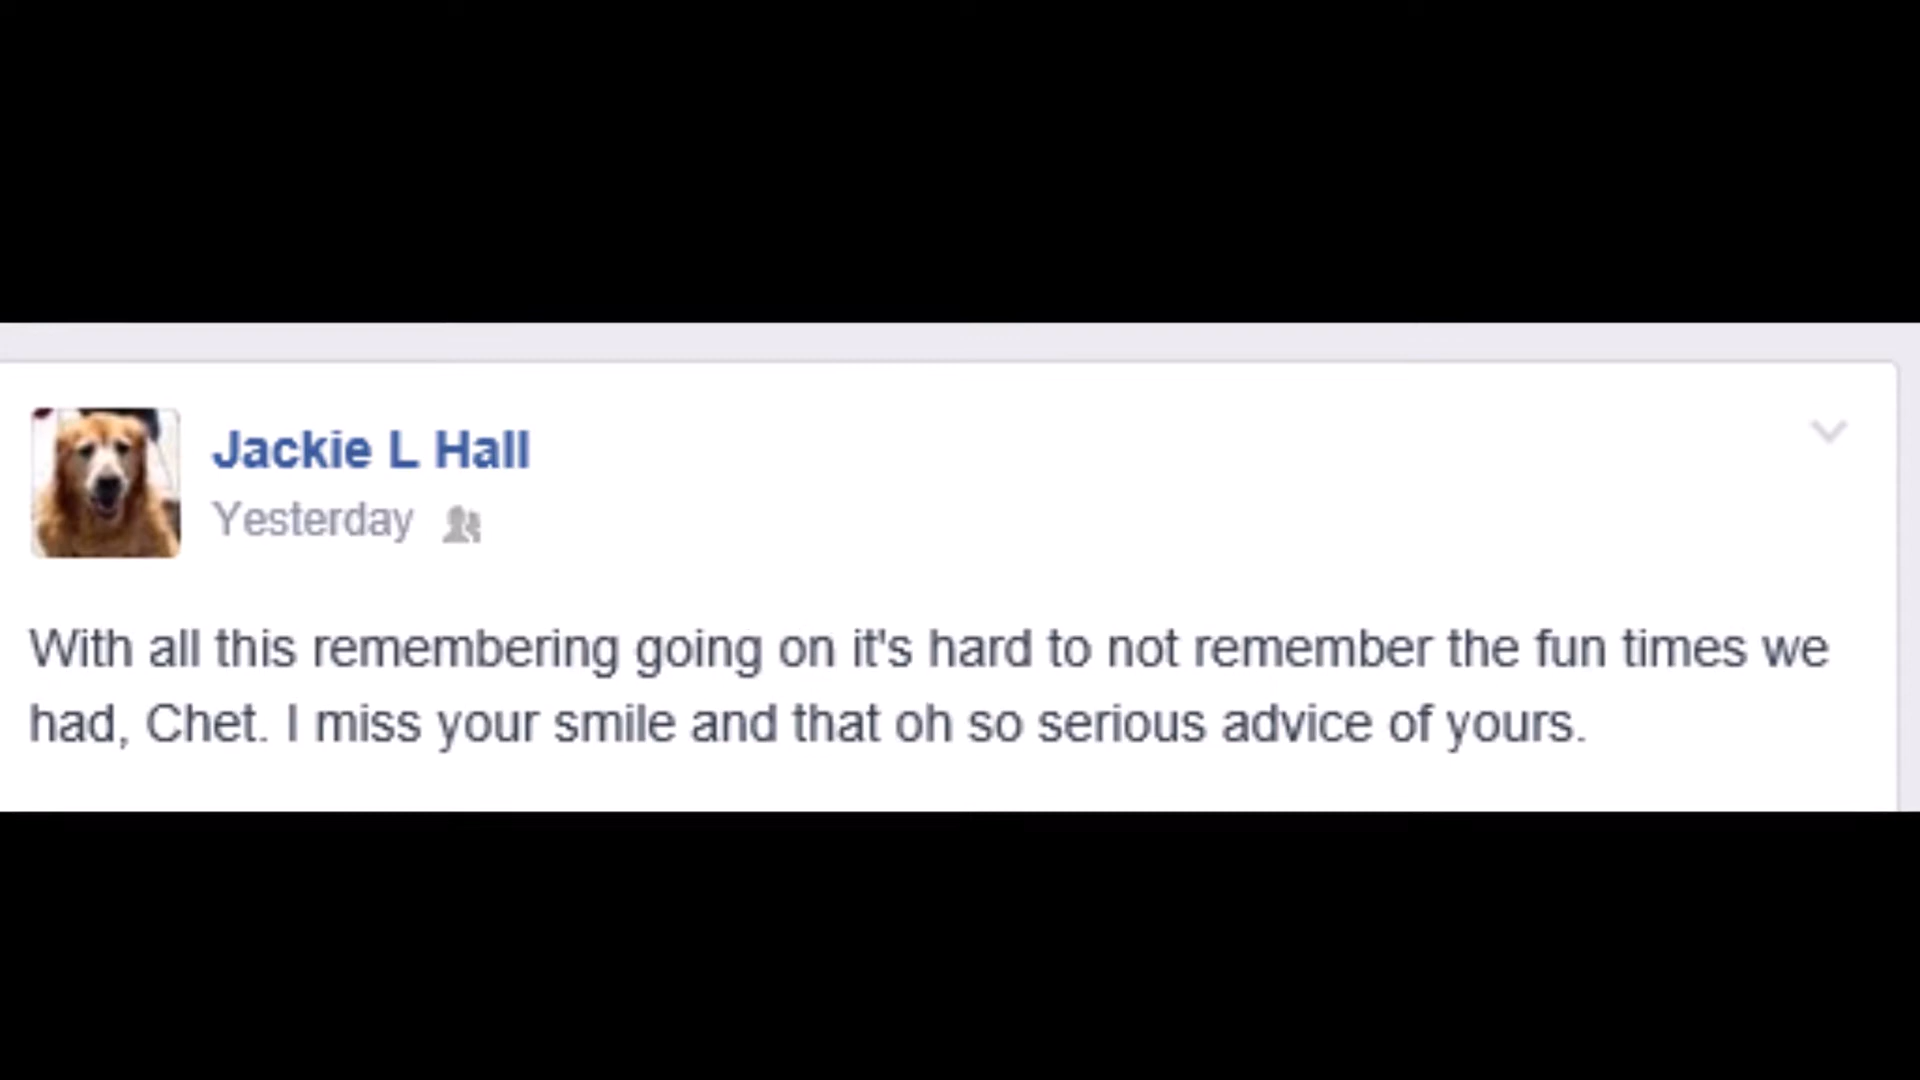 Jackie L Hall
Yesterday
With all this remembering going on it's hard to not remember the fun times we
had, Chet. I miss your smile and that oh so serious advice of yours.